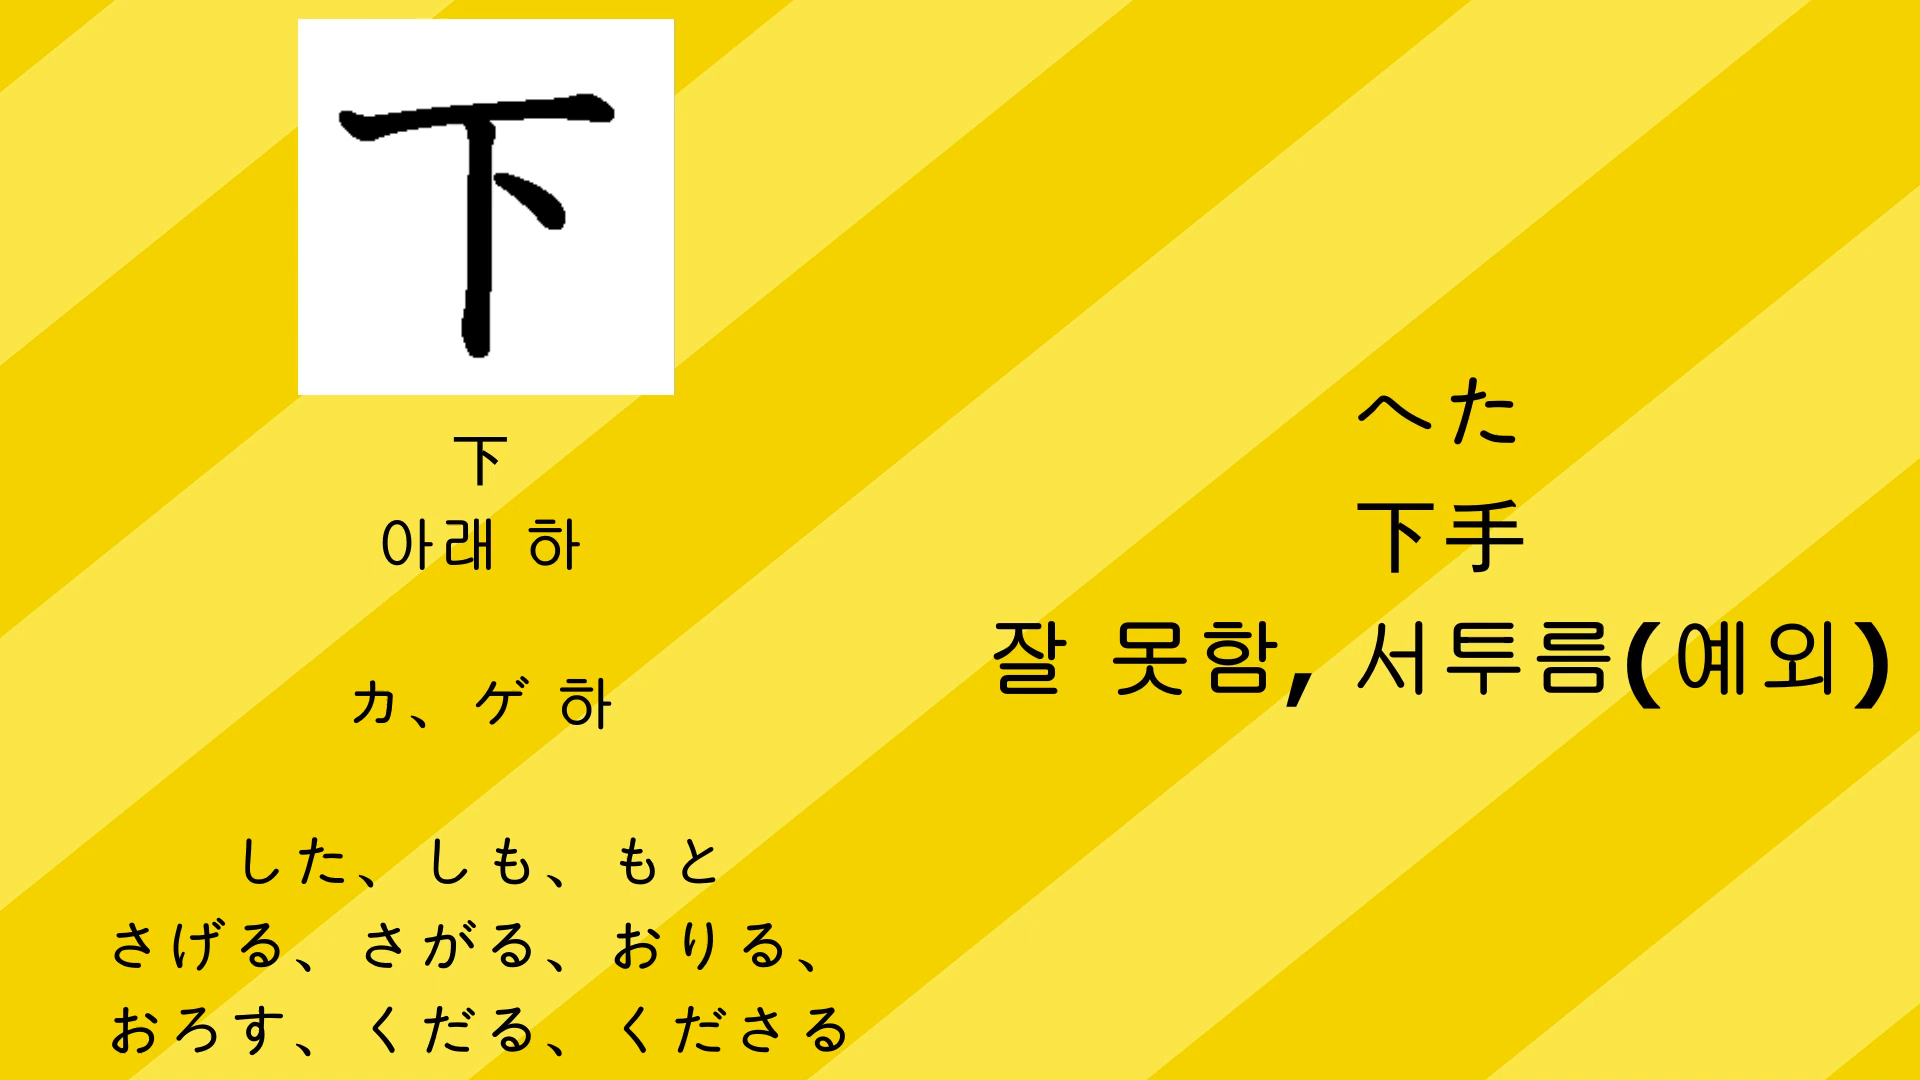 下
下
아래 하
カ、ゲ 하
した、しも、もと
さげる、さがる、おりる、
おろす、くだる、くださる
へた
下手
잘 못함, 서투름(예외)